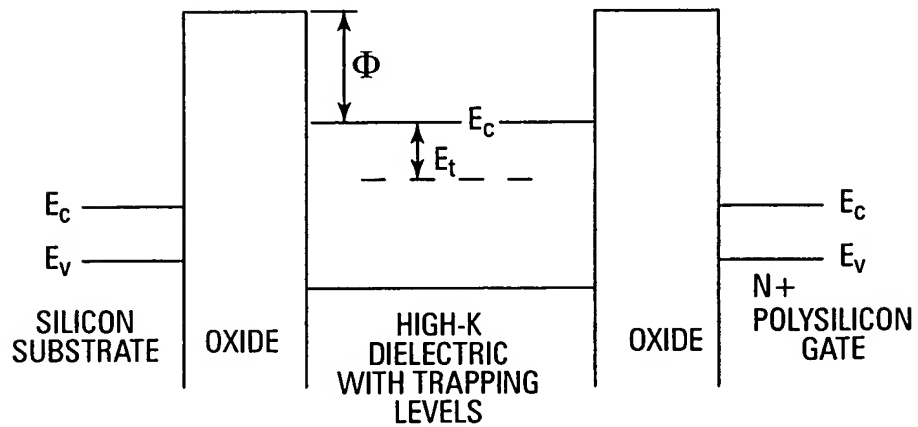 Φ
E_c
E_t
E_c
E_v
SILICON
SUBSTRATE
OXIDE
HIGH-K
DIELECTRIC
WITH TRAPPING
LEVELS
OXIDE
E_c
E_v
N+
POLYSILICON
GATE